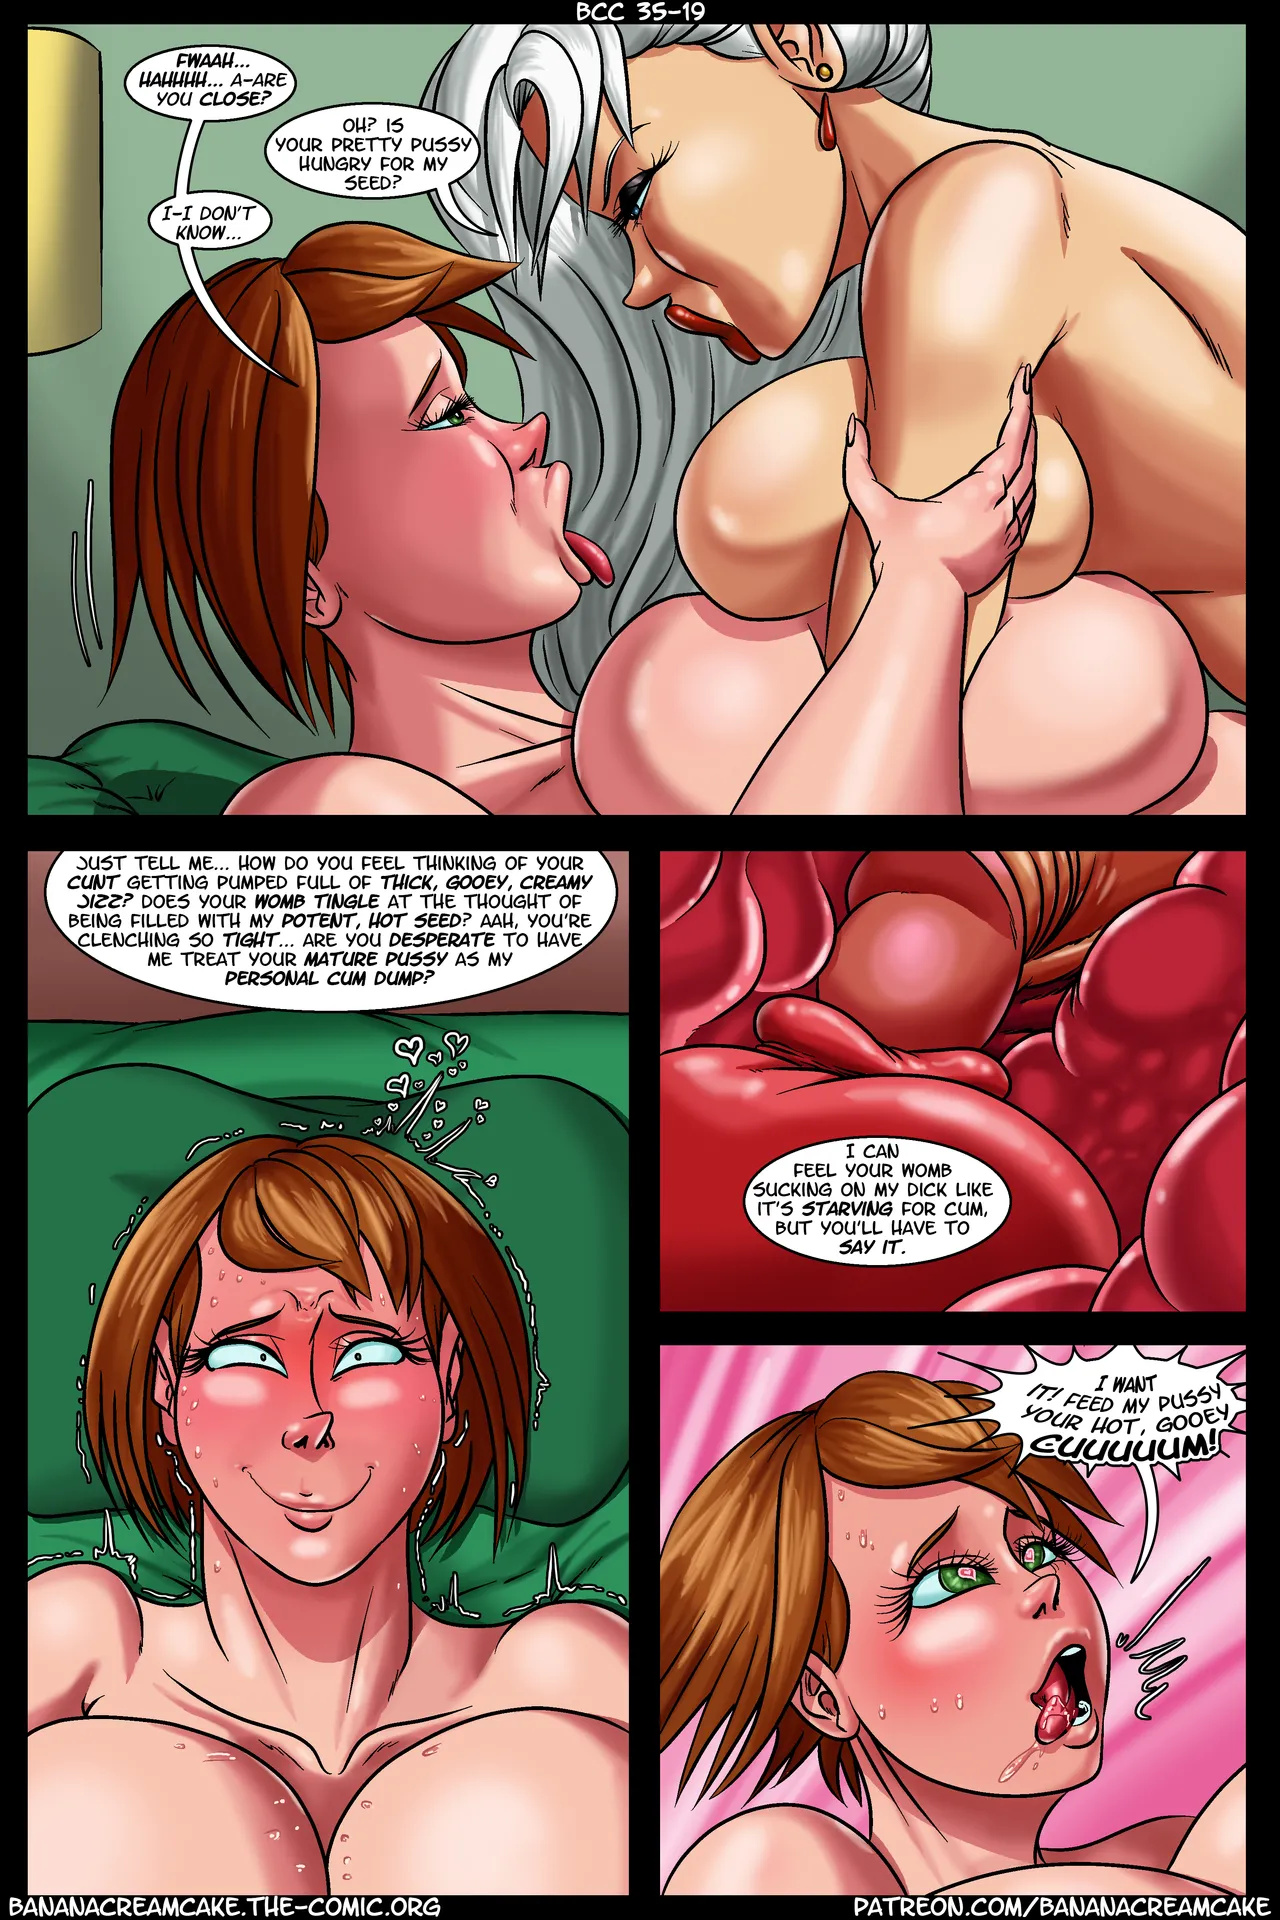 BCC 35-19
FWAAH...
HAHHHH... A-ARE
YOU CLOSE?
OH? IS
YOUR PRETTY PUSSY
HUNGRY FOR MY
SEED?
I-I DON'T
KNOW...
JUST TELL ME... HOW DO YOU FEEL THINKING OF YOUR
CUNT GETTING PUMPED FULL OF THICK, GOOEY, CREAMY
JIZZ? DOES YOUR WOMB TINGLE AT THE THOUGHT OF
BEING FILLED WITH MY POTENT, HOT SEED? AAH, YOU'RE
CLENCHING SO TIGHT... ARE YOU DESPERATE TO HAVE
ME TREAT YOUR MATURE PUSSY AS MY
PERSONAL CUM DUMP?
I CAN
FEEL YOUR WOMB
SUCKING ON MY DICK LIKE
IT'S STARVING FOR CUM,
BUT YOU'LL HAVE TO
SAY IT.
I WANT
IT! FEED MY PUSSY
YOUR HOT, GOOEY
CUUUUUM!
BANANACREAMCAKE.THE-COMIC.ORG
PATREON.COM/BANANACREAMCAKE